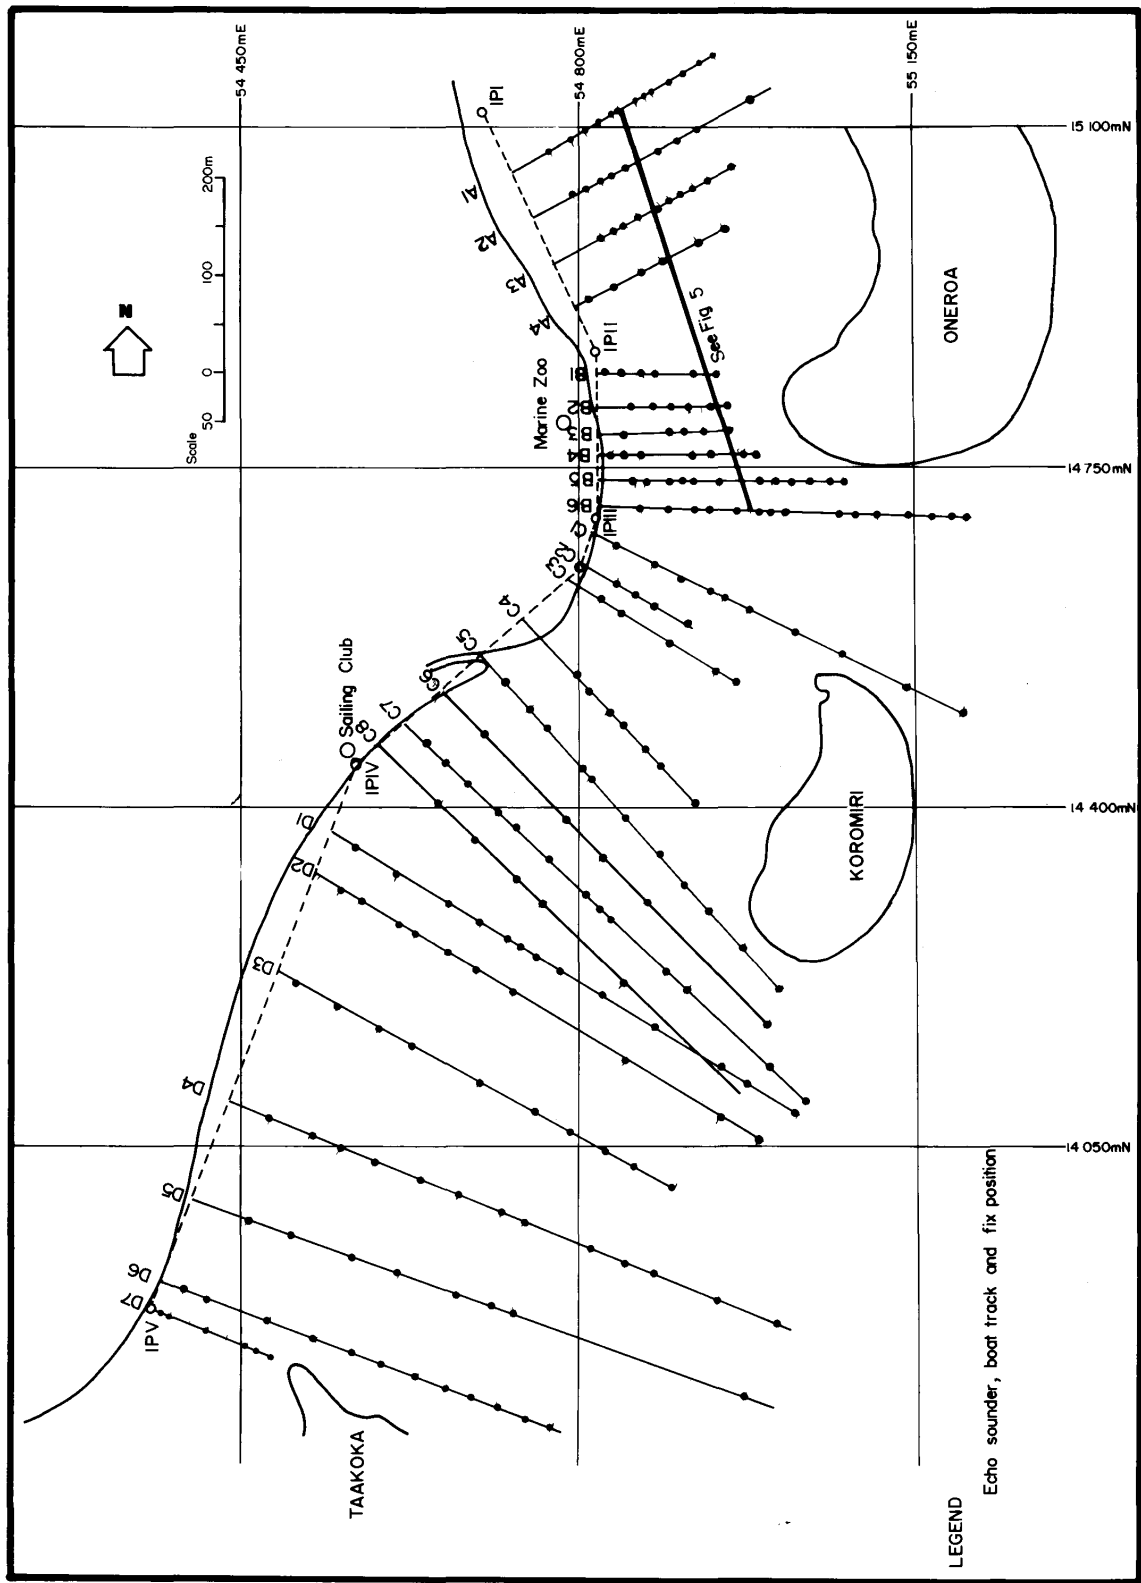 54 450mE
54 800mE
55 150mE
15 100mN
14 750mN
14 400mN
14 050mN
N
Scale
50
0
100
200m
IPI
A1
A2
A3
A4
IPII
Marine Zoo
B1
B2
B3
B4
B5
B6
IPIII
C1
C2
C3
C4
C5
C6
C7
C8
Sailing Club
IPIV
D1
D2
D3
D4
D5
D6
D7
IPV
See Fig 5
ONEROA
KOROMIRI
TAAKOKA
LEGEND
Echo sounder, boat track and fix position